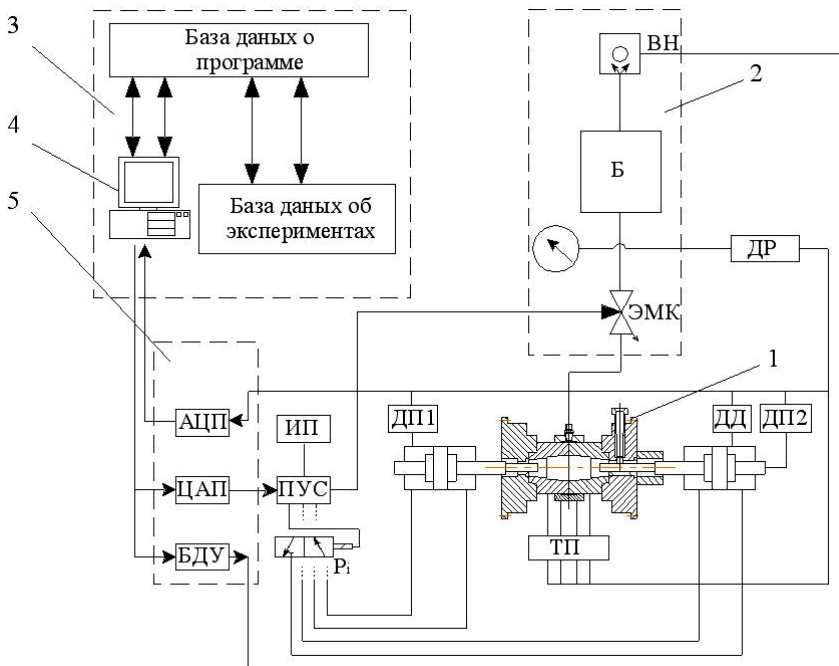 3
4
5
База даных о
программе
База даных об
экспериментах
ВН
2
Б
ДР
ЭМК
1
АЦП
ИП
ДП1
ДД
ДП2
ЦАП
ПУС
БДУ
Рi
ТП